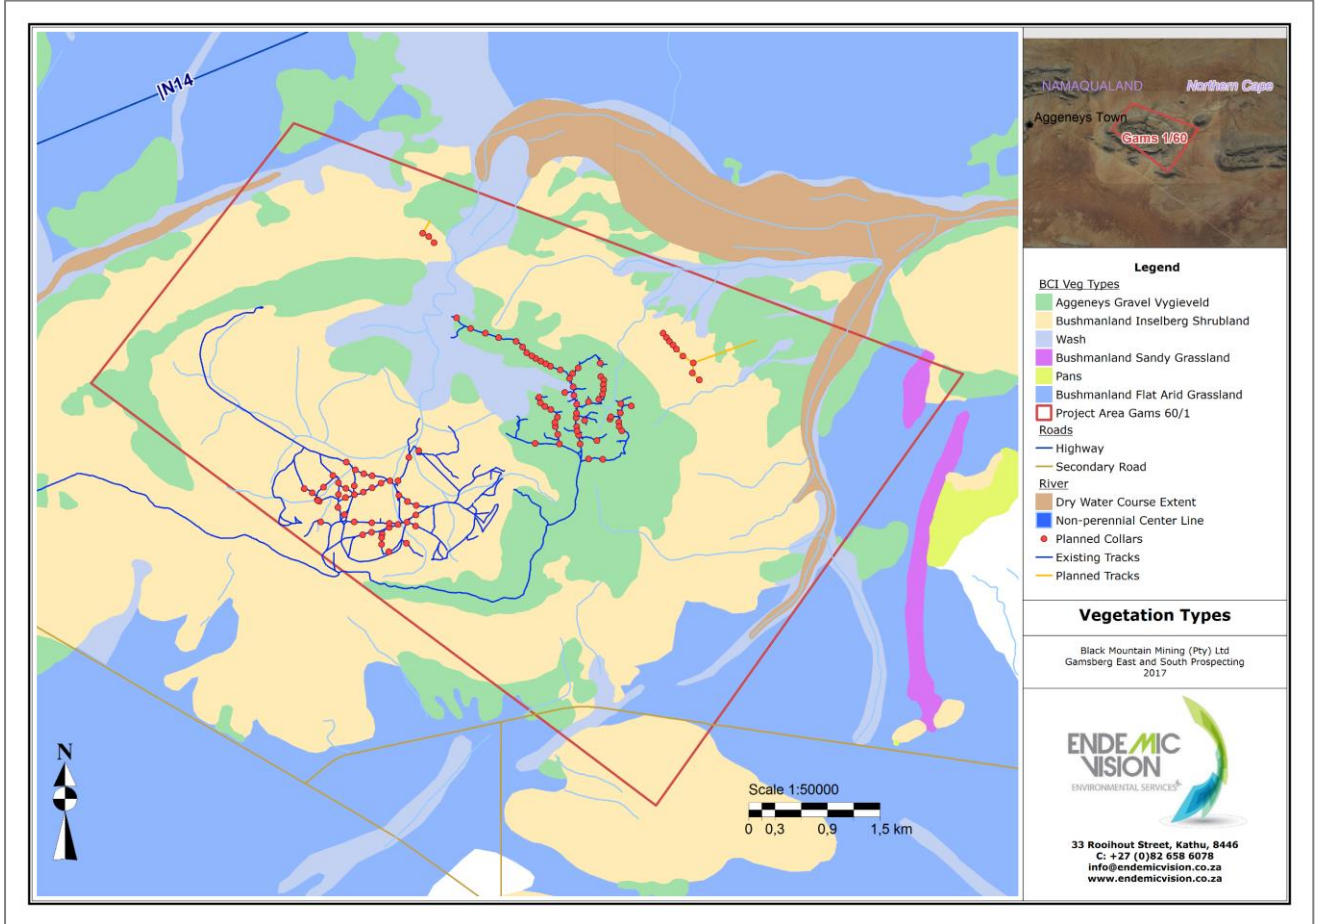 |N14
NAMAQUALAND
Northern Cape
Aggeneys Town
Gams 1/60
Legend
BCI Veg Types
Aggeneys Gravel Vygieveld
Bushmanland Inselberg Shrubland
Wash
Bushmanland Sandy Grassland
Pans
Bushmanland Flat Arid Grassland
Project Area Gams 60/1
Roads
Highway
Secondary Road
River
Dry Water Course Extent
Non-perennial Center Line
Planned Collars
Existing Tracks
Planned Tracks
Vegetation Types
Black Mountain Mining (Pty) Ltd
Gamsberg East and South Prospecting
2017
N
Scale 1:50000
0 0,3 0,9 1,5 km
ENDEMIC
VISION
ENVIRONMENTAL SERVICES
33 Rooihout Street, Kathu, 8446
C: +27 (0)82 658 6078
info@endemicvision.co.za
www.endemicvision.co.za